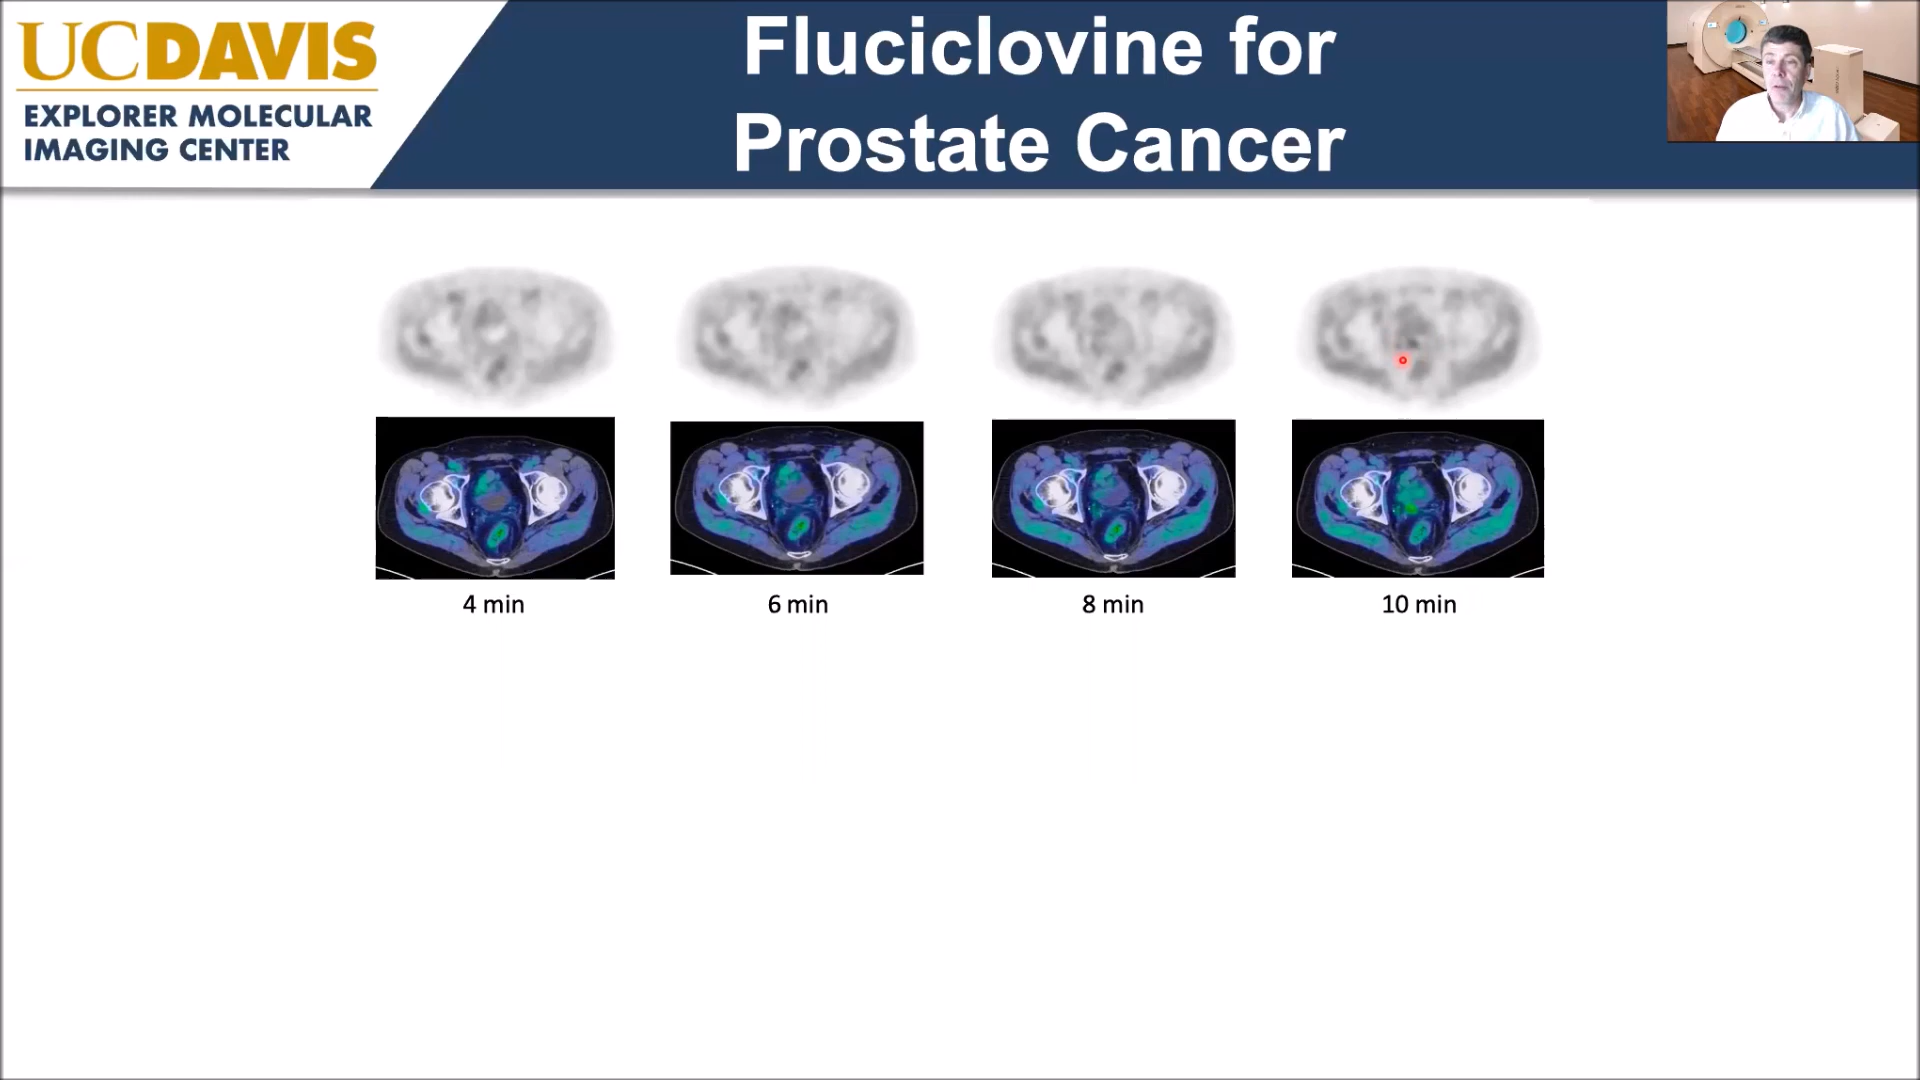 UCDAVIS
EXPLORER MOLECULAR
IMAGING CENTER
Fluciclovine for
Prostate Cancer
4 min
6 min
8 min
10 min